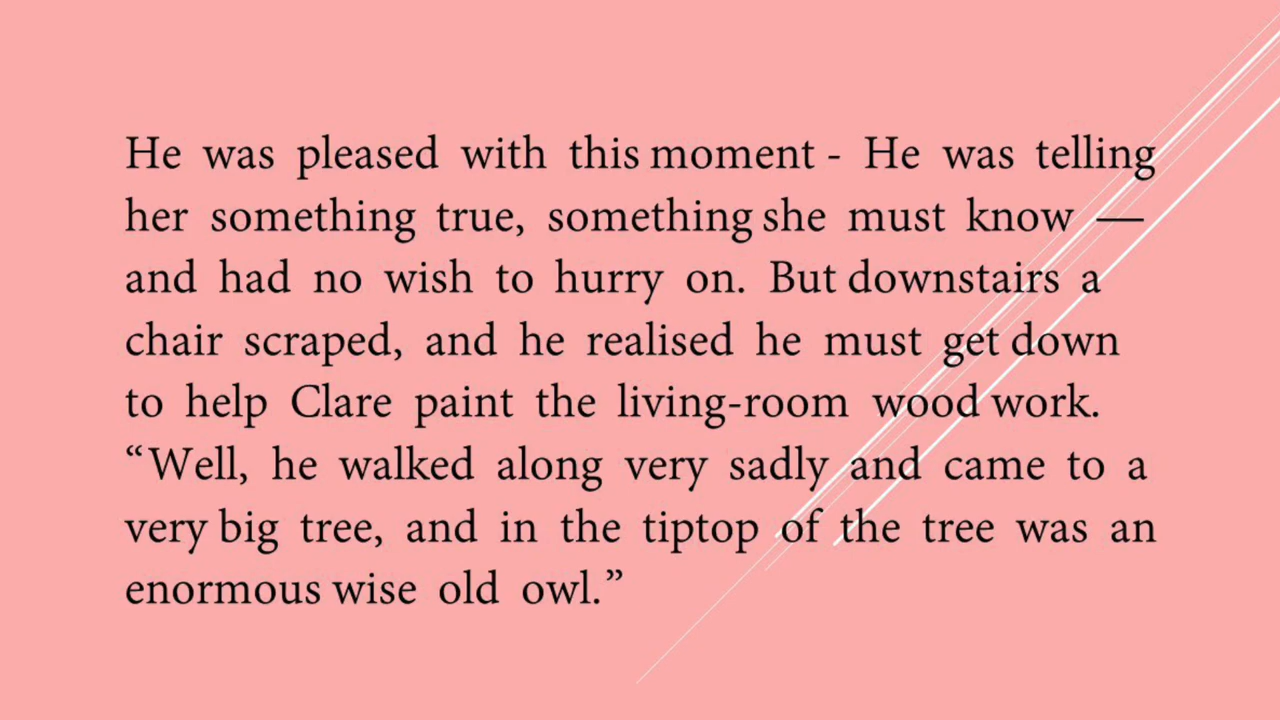 He was pleased with this moment - He was telling
her something true, something she must know —
and had no wish to hurry on. But downstairs a
chair scraped, and he realised he must get down
to help Clare paint the living-room wood work.
“Well, he walked along very sadly and came to a
very big tree, and in the tiptop of the tree was an
enormous wise old owl.”